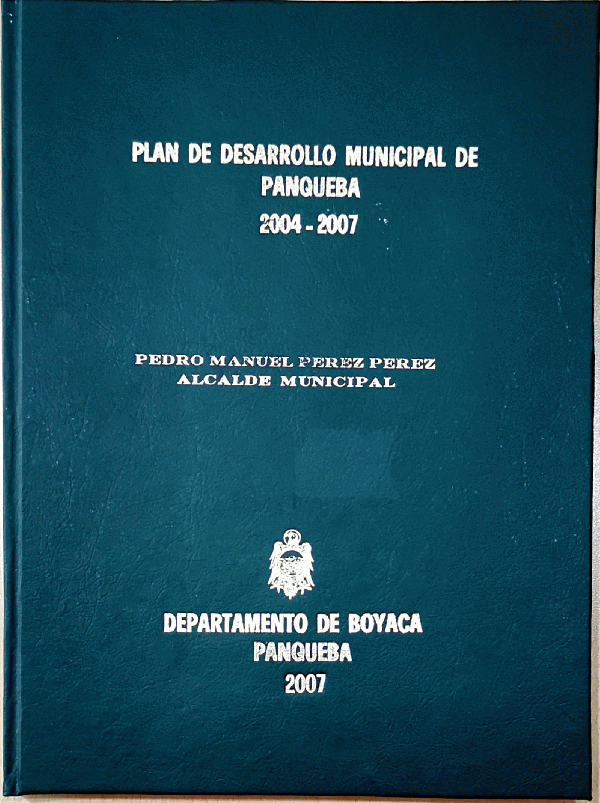 PLAN DE DESARROLLO MUNICIPAL DE
PANQUEBA
2004-2007
PEDRO MANUEL PEREZ PEREZ
ALCALDE MUNICIPAL
DEPARTAMENTO DE BOYACA
PANQUEBA
2007